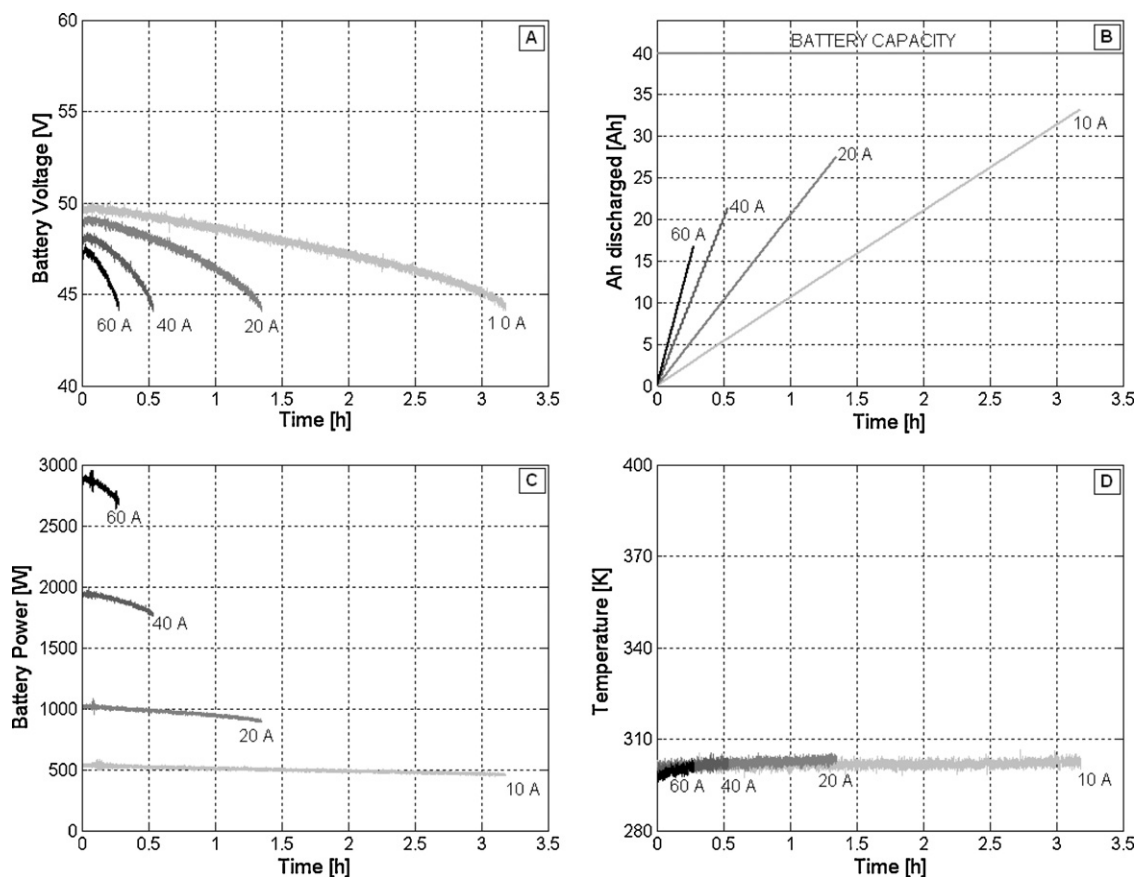 A
Battery Voltage [V]
60
55
50
45
40
60 A
40 A
20 A
1 0 A
0 0.5 1 1.5 2 2.5 3 3.5
Time [h]
B
BATTERY CAPACITY
Ah discharged [Ah]
40
35
30
25
20
15
10
5
0
60 A
40 A
20 A
10 A
0 0.5 1 1.5 2 2.5 3 3.5
Time [h]
C
Battery Power [W]
3000
2500
2000
1500
1000
500
0
60 A
40 A
20 A
10 A
0 0.5 1 1.5 2 2.5 3 3.5
Time [h]
D
Temperature [K]
400
370
340
310
280
60 A
40 A
20 A
10 A
0 0.5 1 1.5 2 2.5 3 3.5
Time [h]